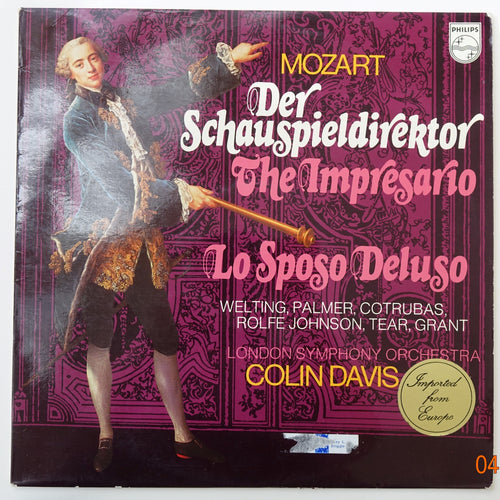 PHILIPS
MOZART
Der
Schauspieldirektor
The Impresario
Lo Sposo Deluso
WELTING, PALMER, COTRUBAS,
ROLFE JOHNSON, TEAR, GRANT
LONDON SYMPHONY ORCHESTRA
COLIN DAVIS
Imported
from
Europe
04